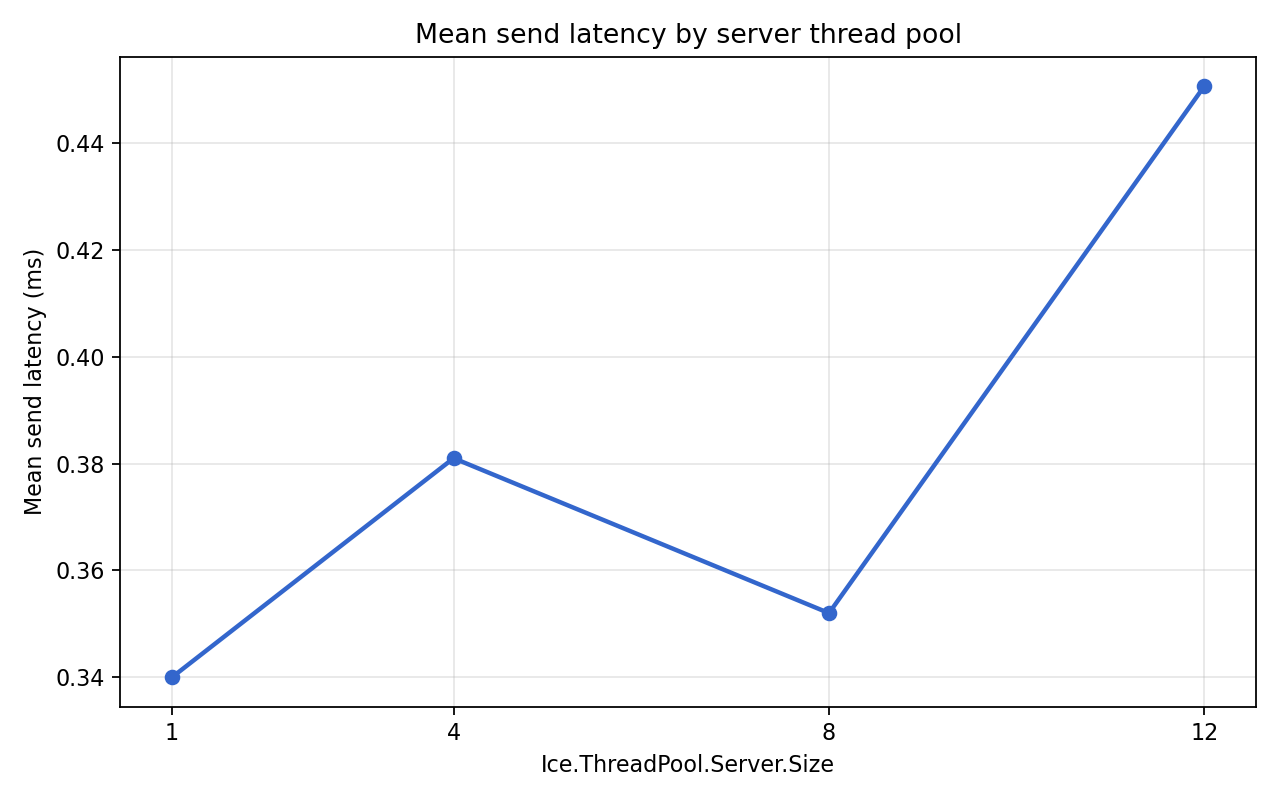 Mean send latency by server thread pool
Mean send latency (ms)
0.44
0.42
0.40
0.38
0.36
0.34
1 4 8 12
Ice.ThreadPool.Server.Size